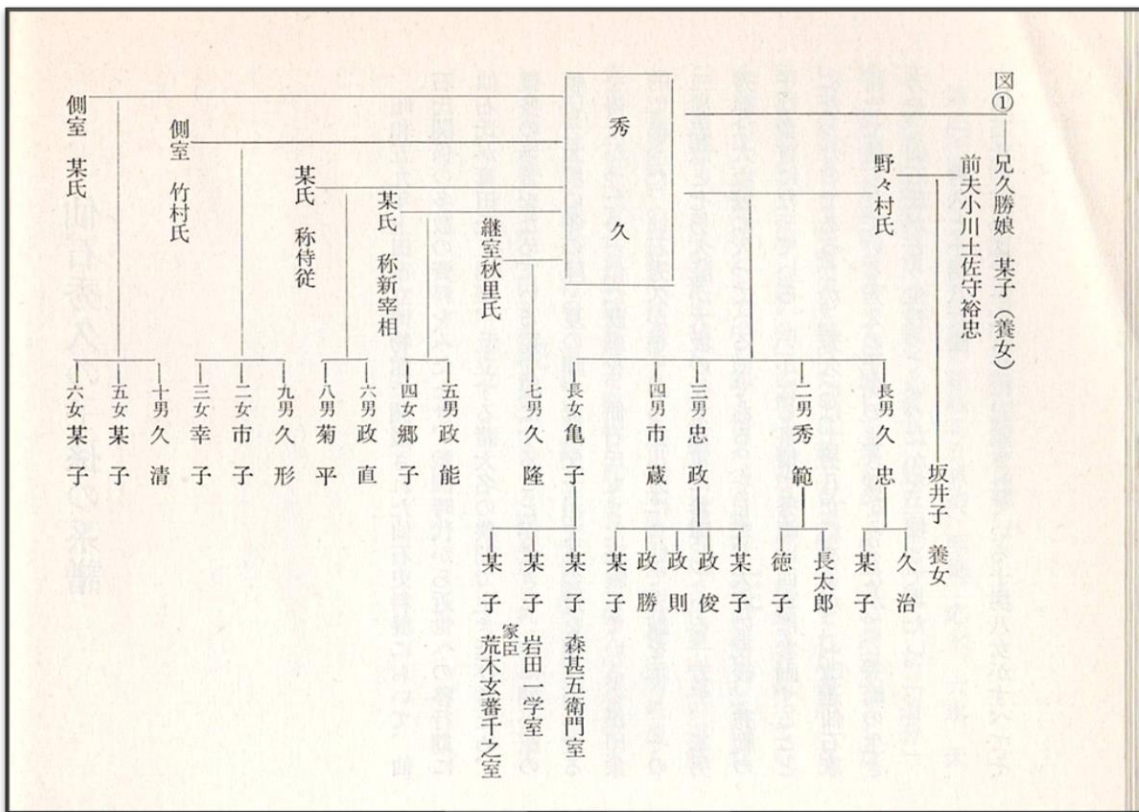 図①
兄久勝娘 某子（養女）
前夫小川土佐守裕忠
野々村氏
秀久
継室秋里氏
某氏 称新宰相
某氏 称侍従
側室 竹村氏
側室 某氏
坂井子 養女
長男久忠
二男秀範
三男忠政
四男市蔵
長女亀子
七男久隆
五男政能
四女郷子
六男政直
八男菊平
九男久形
二女市子
三女幸子
十男久清
五女某子
六女某子
久治
某子
長太郎
徳子
某子
政俊
政則
政勝
某子
某子 森甚五衛門室
某子 岩田一学室
某子 家臣 荒木玄蕃千之室